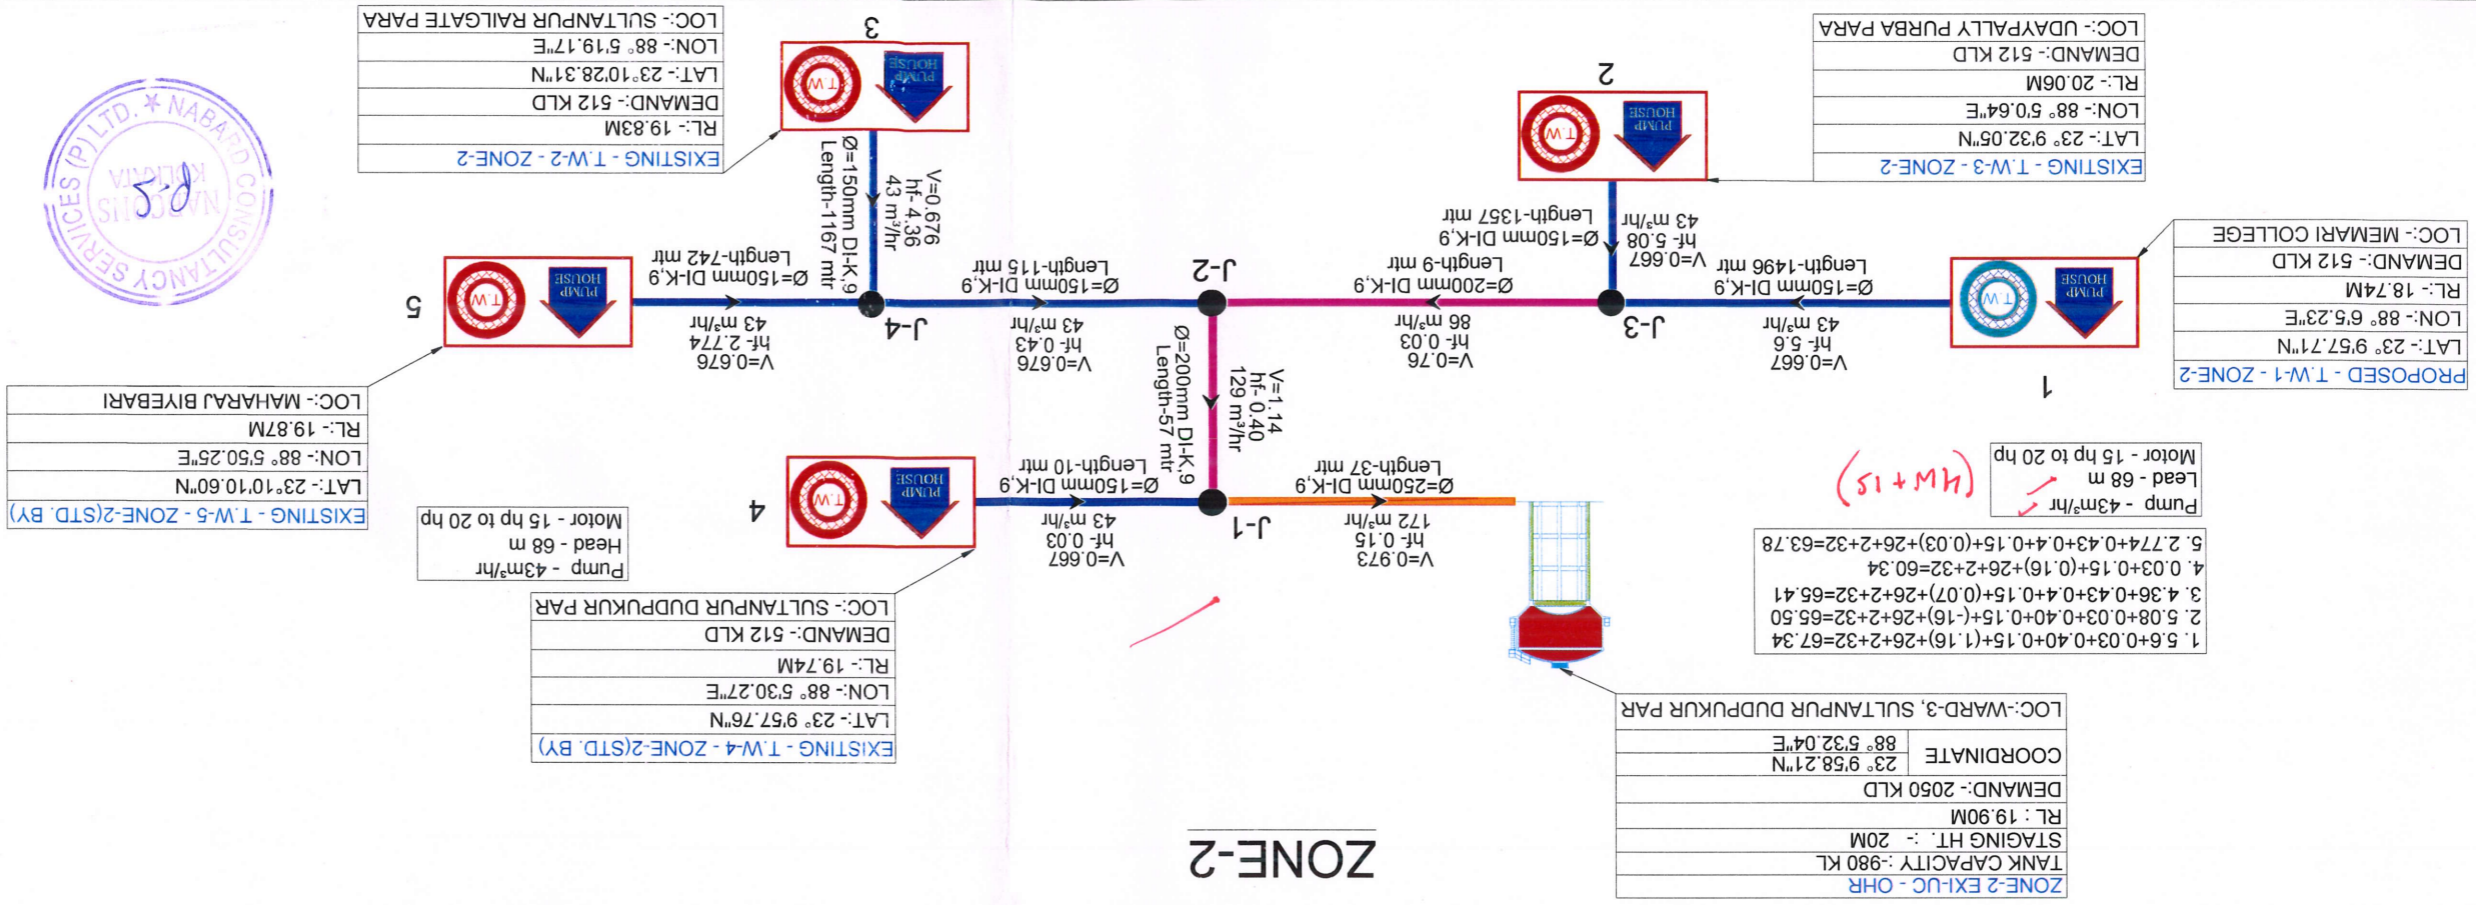 ZONE-2
ZONE-2 EXI-UC - OHR
TANK CAPACITY :-980 KL
STAGING HT. :- 20M
RL : 19.90M
DEMAND:- 2050 KLD
COORDINATE
23° 9'58.21"N
88° 5'32.04"E
LOC:-WARD-3, SULTANPUR DUDPUKUR PAR
1. 5.6+0.03+0.40+0.15+(1.16)+26+2+32=67.34
2. 5.08+0.03+0.40+0.15+(-16)+26+2+32=65.50
3. 4.36+0.43+0.4+0.15+(0.07)+26+2+32=65.41
4. 0.03+0.15+(0.16)+26+2+32=60.34
5. 2.774+0.43+0.4+0.15+(0.03)+26+2+32=63.78
Pump - 43m³/hr
Lead - 68 m
Motor - 15 hp to 20 hp
EXISTING - T.W-4 - ZONE-2(STD. BY)
LAT:- 23° 9'57.76"N
LON:- 88° 5'30.27"E
RL:- 19.74M
DEMAND:- 512 KLD
LOC:- SULTANPUR DUDPUKUR PAR
Pump - 43m³/hr
Head - 68 m
Motor - 15 hp to 20 hp
V=0.973
hf- 0.15
172 m³/hr
Ø=250mm DI-K,9
Length-37 mtr
J-1
V=0.667
hf- 0.03
43 m³/hr
Ø=150mm DI-K,9
Length-10 mtr
PUMP
HOUSE
T.W
4
EXISTING - T.W-5 - ZONE-2(STD. BY)
LAT:- 23°10'10.60"N
LON:- 88° 5'50.25"E
RL:- 19.87M
LOC:- MAHARAJ BIYEBARI
PROPOSED - T.W-1 - ZONE-2
LAT:- 23° 9'57.71"N
LON:- 88° 6'5.23"E
RL:- 18.74M
DEMAND:- 512 KLD
LOC:- MEMARI COLLEGE
1
PUMP
HOUSE
T.W
V=0.667
hf- 5.6
43 m³/hr
Ø=150mm DI-K,9
Length-1496 mtr
J-3
V=0.76
hf- 0.03
86 m³/hr
Ø=200mm DI-K,9
Length-9 mtr
V=1.14
hf- 0.40
129 m³/hr
Ø=200mm DI-K,9
Length-57 mtr
J-2
V=0.676
hf- 0.43
43 m³/hr
Ø=150mm DI-K,9
Length-115 mtr
J-4
V=0.676
hf- 2.774
43 m³/hr
Ø=150mm DI-K,9
Length-742 mtr
PUMP
HOUSE
T.W
5
V=0.667
hf- 5.08
43 m³/hr
Ø=150mm DI-K,9
Length-1357 mtr
EXISTING - T.W-3 - ZONE-2
LAT:- 23° 9'32.05"N
LON:- 88° 5'0.64"E
RL:- 20.06M
DEMAND:- 512 KLD
LOC:- UDAYPALLY PURBA PARA
PUMP
HOUSE
T.W
2
V=0.676
hf- 4.36
43 m³/hr
Ø=150mm DI-K,9
Length-1167 mtr
PUMP
HOUSE
T.W
3
EXISTING - T.W-2 - ZONE-2
RL:- 19.83M
DEMAND:- 512 KLD
LAT:- 23°10'28.31"N
LON:- 88° 5'19.17"E
LOC:- SULTANPUR RAILGATE PARA
NABARD CONSULTANCY SERVICES (P) LTD.
NABCONS
KOLKATA